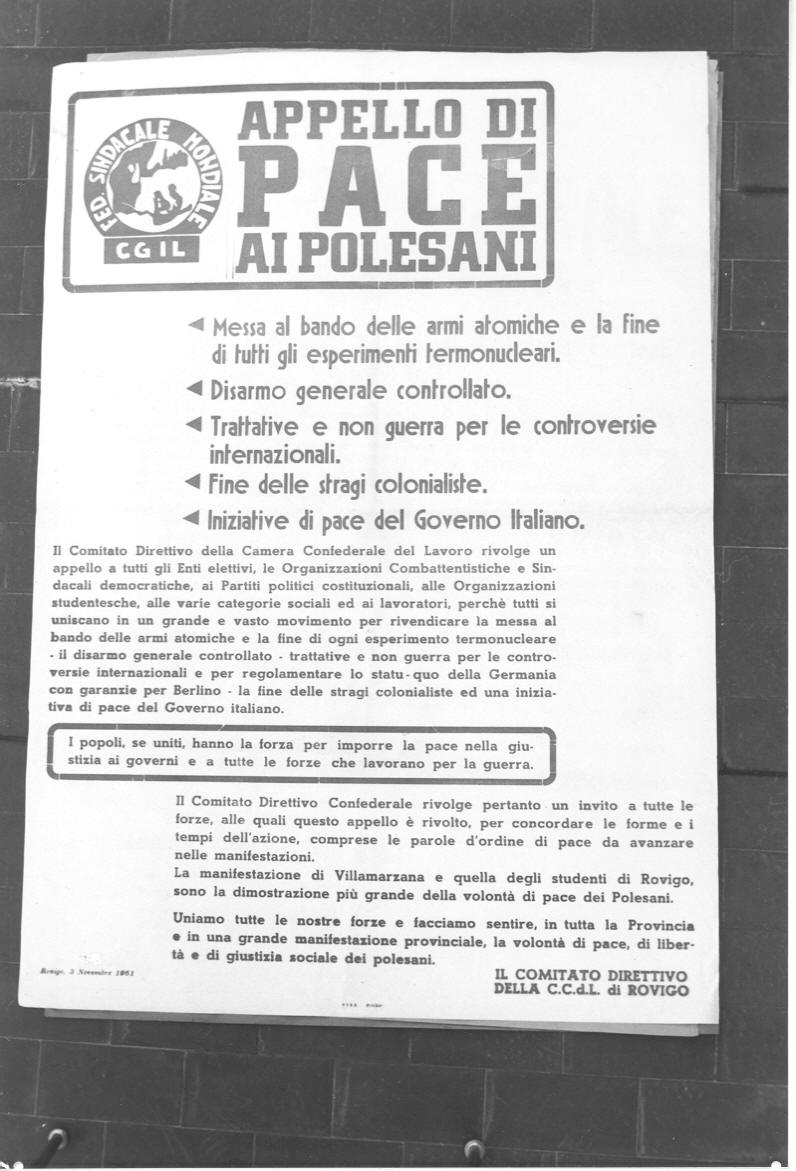 FED. SINDACALE MONDIALE
CGIL
APPELLO DI
PACE
AI POLESANI
Messa al bando delle armi atomiche e la fine
di tutti gli esperimenti termonucleari.
Disarmo generale controllato.
Trattative e non guerra per le controversie
internazionali.
Fine delle stragi colonialiste.
Iniziative di pace del Governo Italiano.
Il Comitato Direttivo della Camera Confederale del Lavoro rivolge un
appello a tutti gli Enti elettivi, le Organizzazioni Combattentistiche e Sin-
dacali democratiche, ai Partiti politici costituzionali, alle Organizzazioni
studentesche, alle varie categorie sociali ed ai lavoratori, perchè tutti si
uniscano in un grande e vasto movimento per rivendicare la messa al
bando delle armi atomiche e la fine di ogni esperimento termonucleare
- il disarmo generale controllato - trattative e non guerra per le contro-
versie internazionali e per regolamentare lo statu-quo della Germania
con garanzie per Berlino - la fine delle stragi colonialiste ed una inizia-
tiva di pace del Governo italiano.
I popoli, se uniti, hanno la forza per imporre la pace nella giu-
stizia ai governi e a tutte le forze che lavorano per la guerra.
Il Comitato Direttivo Confederale rivolge pertanto un invito a tutte le
forze, alle quali questo appello è rivolto, per concordare le forme e i
tempi dell'azione, comprese le parole d'ordine di pace da avanzare
nelle manifestazioni.
La manifestazione di Villamarzana e quella degli studenti di Rovigo,
sono la dimostrazione più grande della volontà di pace dei Polesani.
Uniamo tutte le nostre forze e facciamo sentire, in tutta la Provincia
e in una grande manifestazione provinciale, la volontà di pace, di liber-
tà e di giustizia sociale dei polesani.
Rovigo, 3 Novembre 1961
IL COMITATO DIRETTIVO
DELLA C.C.d.L. di ROVIGO